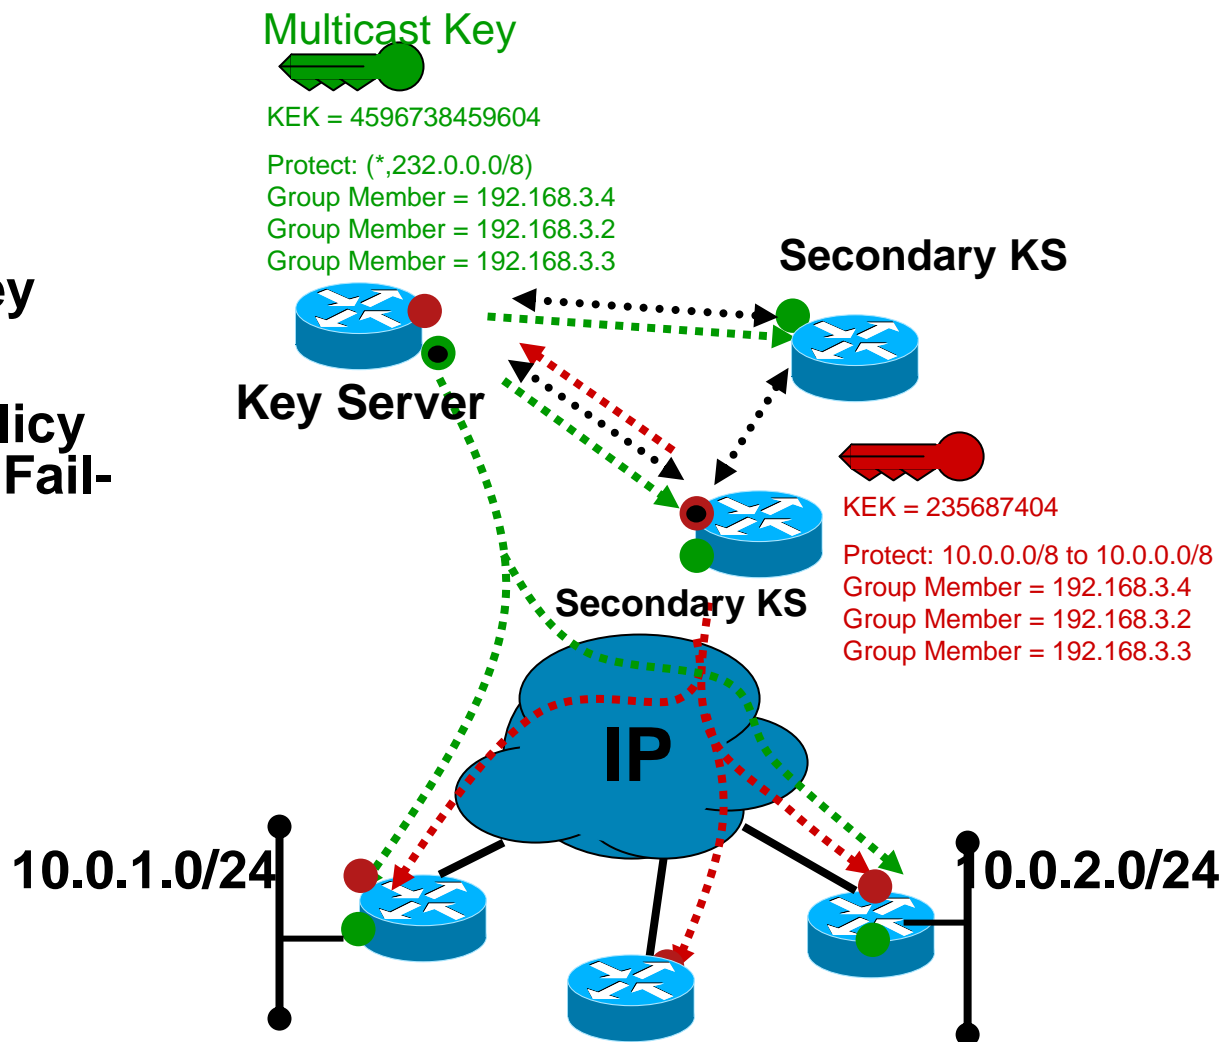 Multicast Key
KEK = 4596738459604
Protect: (*,232.0.0.0/8)
Group Member = 192.168.3.4
Group Member = 192.168.3.2
Group Member = 192.168.3.3
Secondary KS
ey
Key Server
licy
Fail-
KEK = 235687404
Protect: 10.0.0.0/8 to 10.0.0.0/8
Group Member = 192.168.3.4
Group Member = 192.168.3.2
Group Member = 192.168.3.3
Secondary KS
IP
10.0.1.0/24
10.0.2.0/24